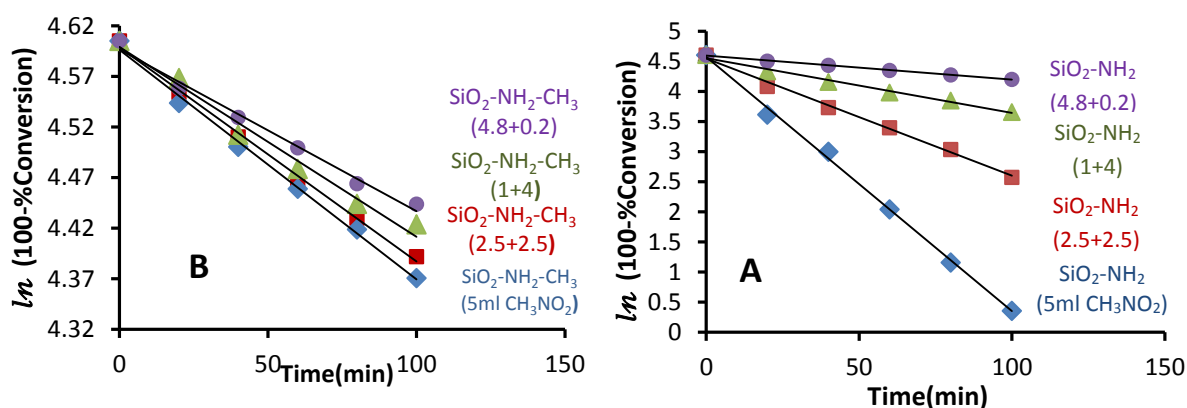 ln (100-%Conversion)
4.62
4.57
4.52
4.47
4.42
4.37
4.32
0
50
100
150
Time(min)
B
SiO₂-NH₂-CH₃
(4.8+0.2)
SiO₂-NH₂-CH₃
(1+4)
SiO₂-NH₂-CH₃
(2.5+2.5)
SiO₂-NH₂-CH₃
(5ml CH₃NO₂)
ln (100-%Conversion)
5
4.5
4
3.5
3
2.5
2
1.5
1
0.5
0
0
50
100
150
Time(min)
A
SiO₂-NH₂
(4.8+0.2)
SiO₂-NH₂
(1+4)
SiO₂-NH₂
(2.5+2.5)
SiO₂-NH₂
(5ml CH₃NO₂)